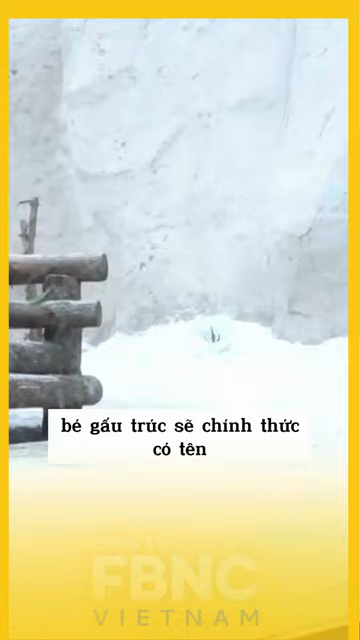 bé gấu trúc sẽ chính thức
có tên
FBNC
VIETNAM